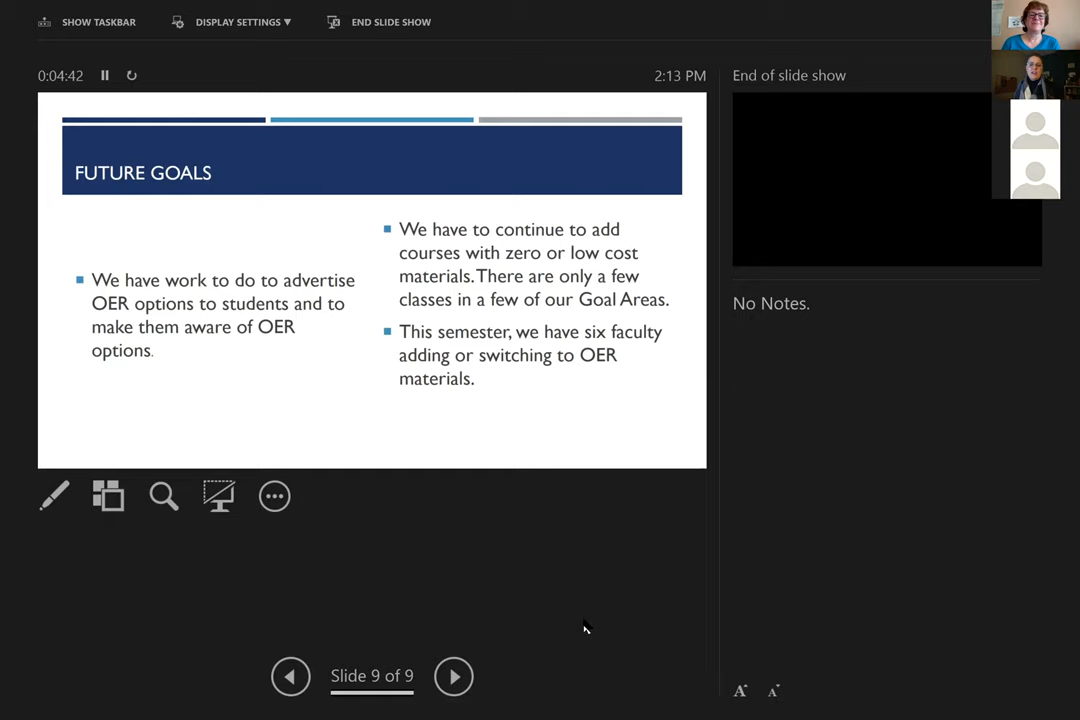 SHOW TASKBAR
DISPLAY SETTINGS ▼
END SLIDE SHOW
0:04:42
2:13 PM
End of slide show
FUTURE GOALS
We have work to do to advertise
OER options to students and to
make them aware of OER
options.
We have to continue to add
courses with zero or low cost
materials. There are only a few
classes in a few of our Goal Areas.
This semester, we have six faculty
adding or switching to OER
materials.
No Notes.
Slide 9 of 9
A A